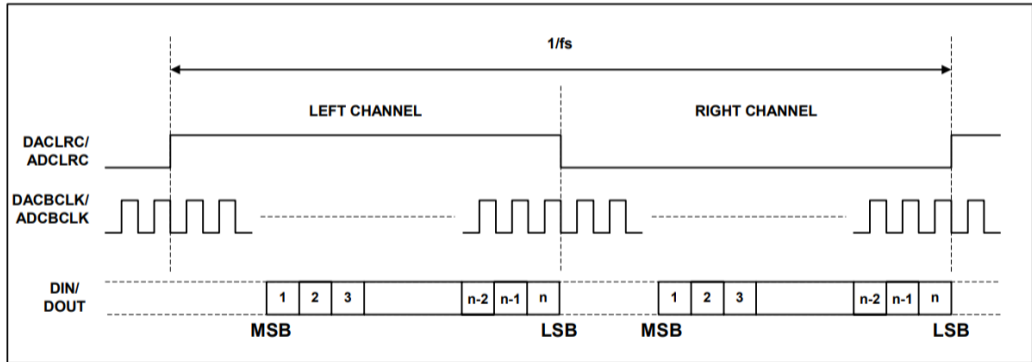 1/fs
LEFT CHANNEL
RIGHT CHANNEL
DACLRC/
ADCLRC
DACBCLK/
ADCBCLK
DIN/
DOUT
1 2 3 n-2 n-1 n 1 2 3 n-2 n-1 n
MSB LSB MSB LSB